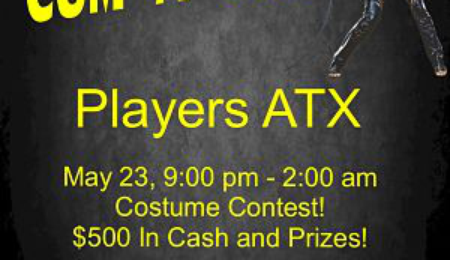 Players ATX
May 23, 9:00 pm - 2:00 am
Costume Contest!
$500 In Cash and Prizes!